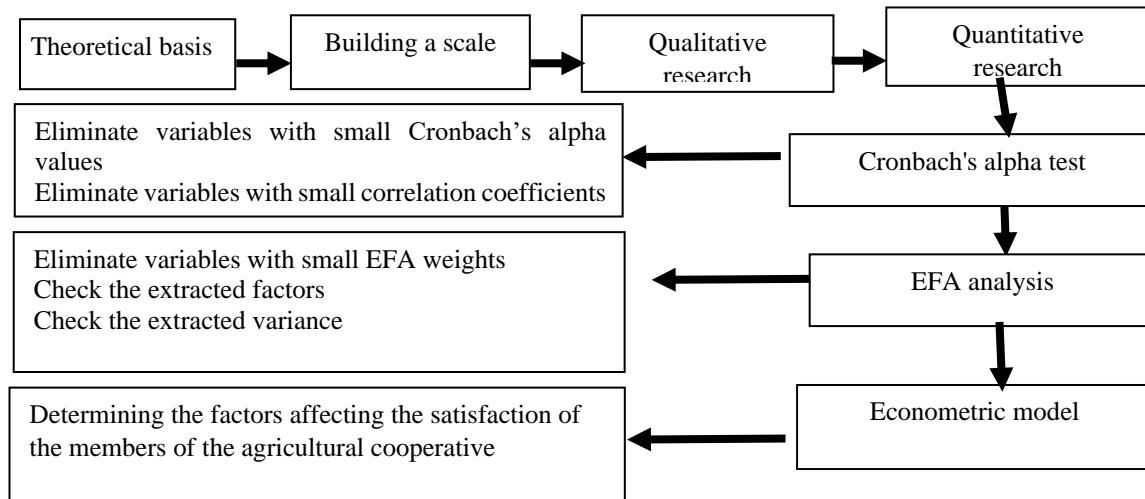 Theoretical basis
Building a scale
Qualitative
research
Quantitative
research
Eliminate variables with small Cronbach’s alpha
values
Eliminate variables with small correlation coefficients
Cronbach's alpha test
Eliminate variables with small EFA weights
Check the extracted factors
Check the extracted variance
EFA analysis
Determining the factors affecting the satisfaction of
the members of the agricultural cooperative
Econometric model